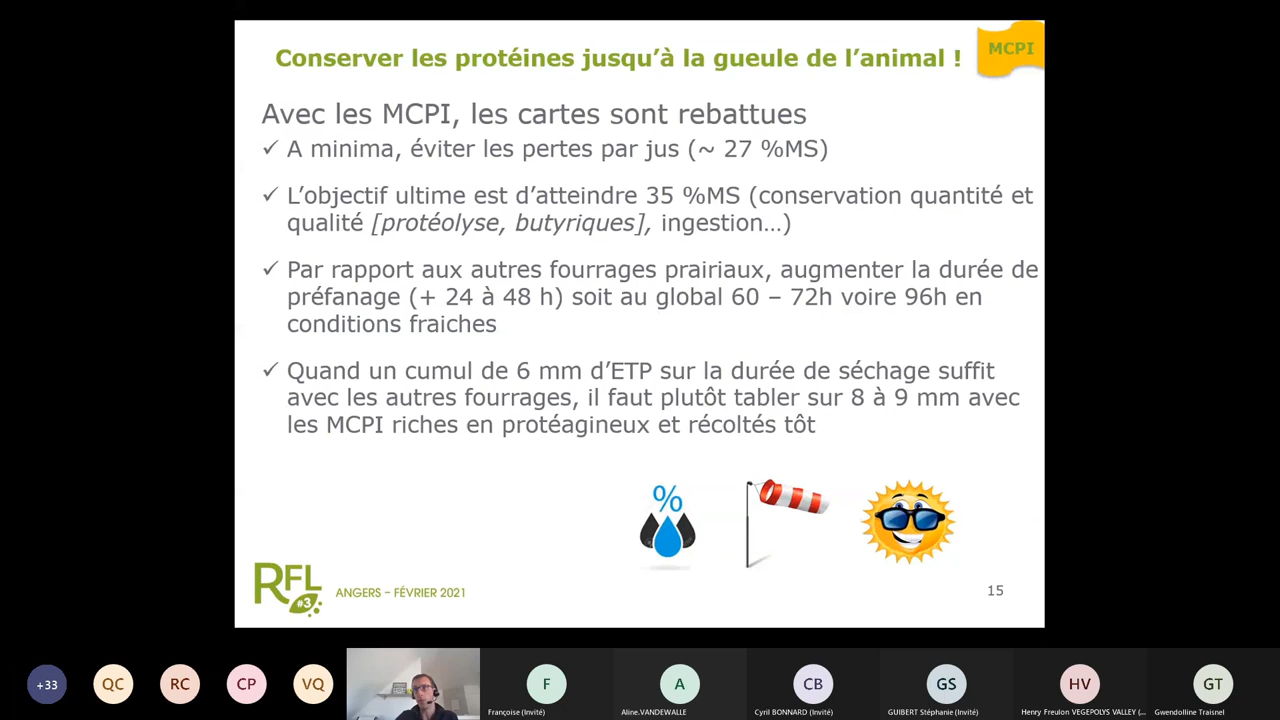 Conserver les protéines jusqu’à la gueule de l’animal !
MCPI
Avec les MCPI, les cartes sont rebattues
✓ A minima, éviter les pertes par jus (~ 27 %MS)
✓ L’objectif ultime est d’atteindre 35 %MS (conservation quantité et
qualité [protéolyse, butyriques], ingestion…)
✓ Par rapport aux autres fourrages prairiaux, augmenter la durée de
préfanage (+ 24 à 48 h) soit au global 60 – 72h voire 96h en
conditions fraiches
✓ Quand un cumul de 6 mm d’ETP sur la durée de séchage suffit
avec les autres fourrages, il faut plutôt tabler sur 8 à 9 mm avec
les MCPI riches en protéagineux et récoltés tôt
%
RFL
#3
ANGERS – FÉVRIER 2021
15
+33
QC
RC
CP
VQ
F
A
CB
GS
HV
GT
Françoise (Invité)
Aline.VANDEWALLE
Cyril BONNARD (Invité)
GUIBERT Stéphanie (Invité)
Henry Freulon VEGEPOLYS VALLEY (...
Gwendolline Traisnel